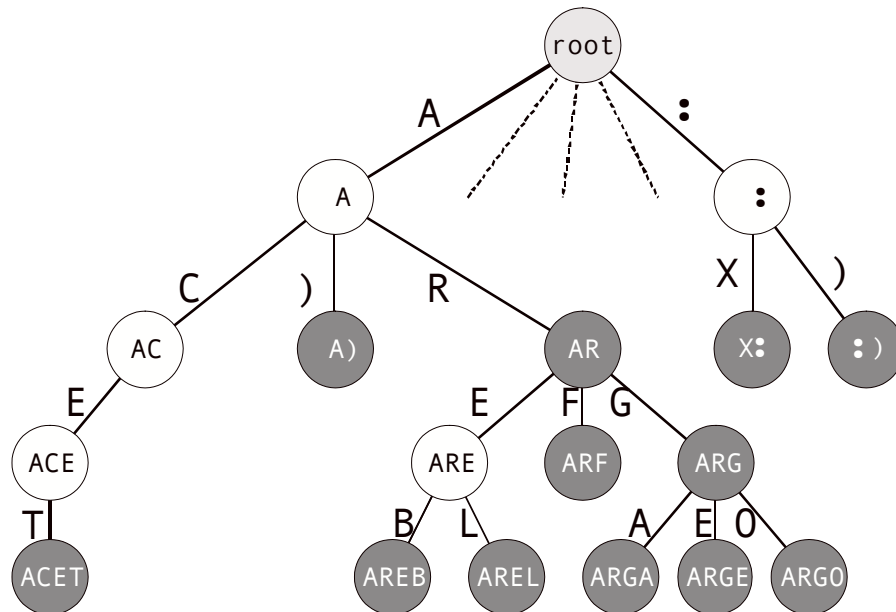 root
A :
A :
C ) R X )
AC A) AR X: :)
E E F G
ACE ARE ARF ARG
T B L A E O
ACET AREB AREL ARGA ARGE ARGO